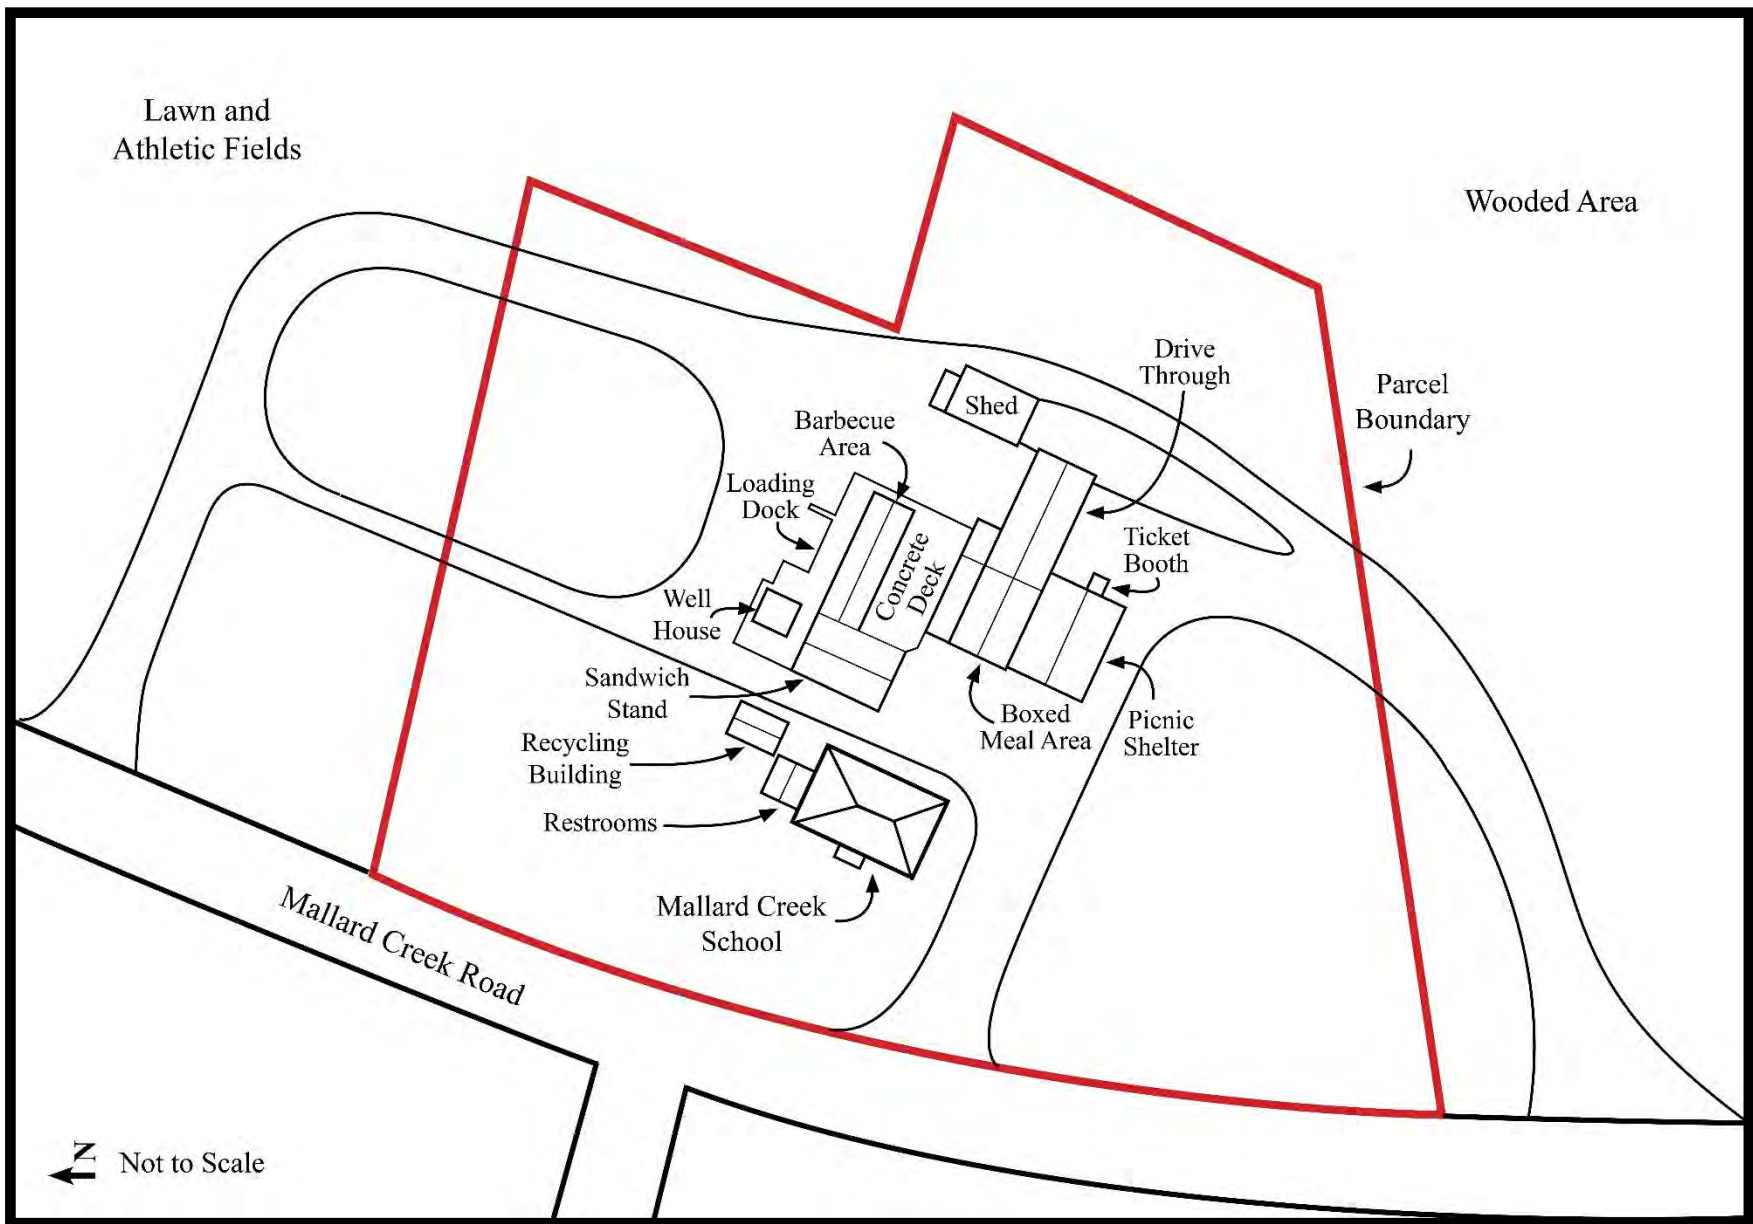 Lawn and
Athletic Fields
Wooded Area
Drive
Through
Parcel
Boundary
Shed
Barbecue
Area
Loading
Dock
Concrete
Deck
Ticket
Booth
Well
House
Sandwich
Stand
Boxed
Meal Area
Picnic
Shelter
Recycling
Building
Restrooms
Mallard Creek
School
Mallard Creek Road
N
Not to Scale